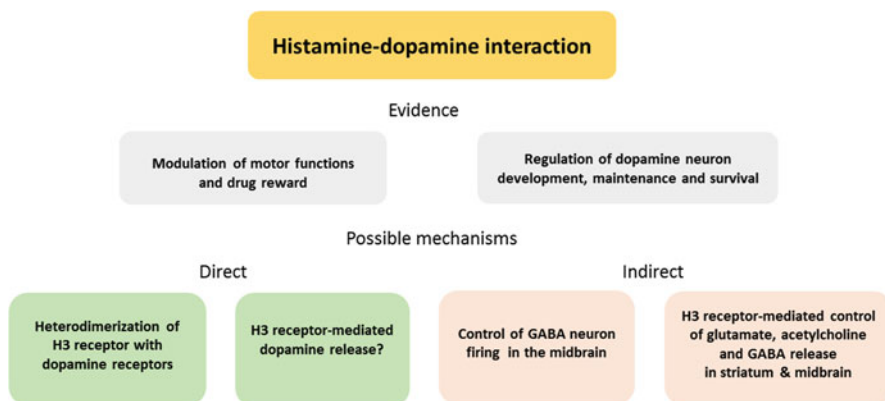 Histamine-dopamine interaction
Evidence
Modulation of motor functions
and drug reward
Regulation of dopamine neuron
development, maintenance and survival
Possible mechanisms
Direct
Indirect
Heterodimerization of
H3 receptor with
dopamine receptors
H3 receptor-mediated
dopamine release?
Control of GABA neuron
firing in the midbrain
H3 receptor-mediated control
of glutamate, acetylcholine
and GABA release
in striatum & midbrain